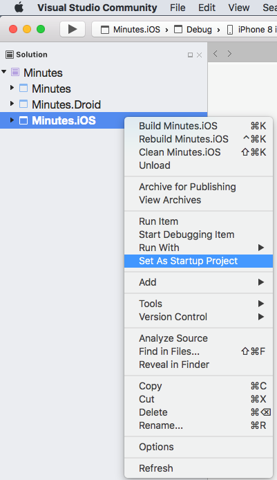 Visual Studio Community File Edit
Minutes.iOS > Debug > iPhone 8 i
Solution
Minutes
Minutes
Minutes.Droid
Minutes.iOS
Build Minutes.iOS ⌘K
Rebuild Minutes.iOS ^⌘K
Clean Minutes.iOS ⇧⌘K
Unload
Archive for Publishing
View Archives
Run Item
Start Debugging Item
Run With
Set As Startup Project
Add
Tools
Version Control
Analyze Source
Find in Files... ⇧⌘F
Reveal in Finder
Copy ⌘C
Cut ⌘X
Delete ⌘⌫
Rename... ⌘R
Options
Refresh